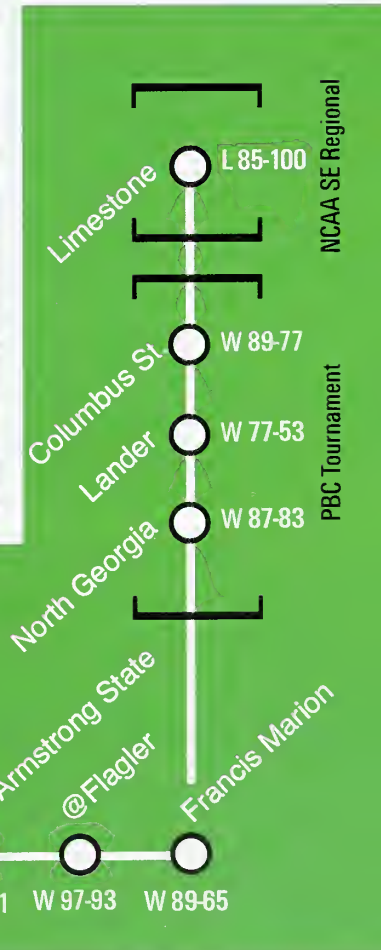 Limestone
L 85-100
NCAA SE Regional
Columbus St.
W 89-77
Lander
W 77-53
PBC Tournament
North Georgia
W 87-83
Armstrong State
@Flagler
Francis Marion
1
W 97-93
W 89-65